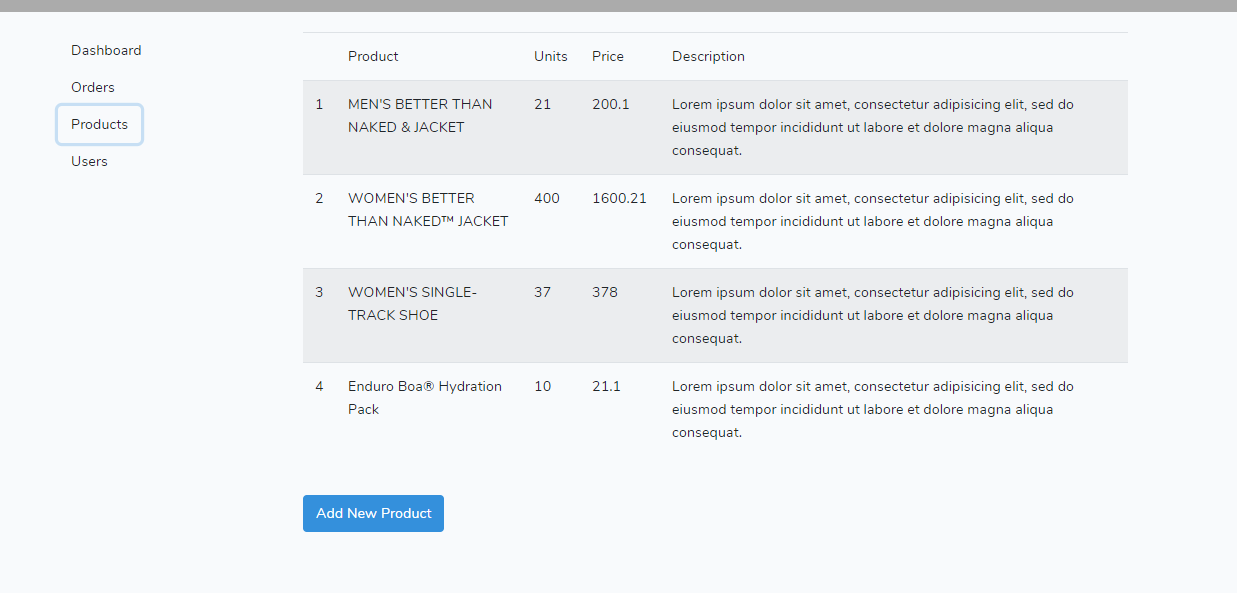 Dashboard
Orders
Products
Users
Product Units Price Description
1 MEN'S BETTER THAN 21 200.1 Lorem ipsum dolor sit amet, consectetur adipisicing elit, sed do
NAKED & JACKET eiusmod tempor incididunt ut labore et dolore magna aliqua
consequat.
2 WOMEN'S BETTER 400 1600.21 Lorem ipsum dolor sit amet, consectetur adipisicing elit, sed do
THAN NAKED™ JACKET eiusmod tempor incididunt ut labore et dolore magna aliqua
consequat.
3 WOMEN'S SINGLE- 37 378 Lorem ipsum dolor sit amet, consectetur adipisicing elit, sed do
TRACK SHOE eiusmod tempor incididunt ut labore et dolore magna aliqua
consequat.
4 Enduro Boa® Hydration 10 21.1 Lorem ipsum dolor sit amet, consectetur adipisicing elit, sed do
Pack eiusmod tempor incididunt ut labore et dolore magna aliqua
consequat.
Add New Product